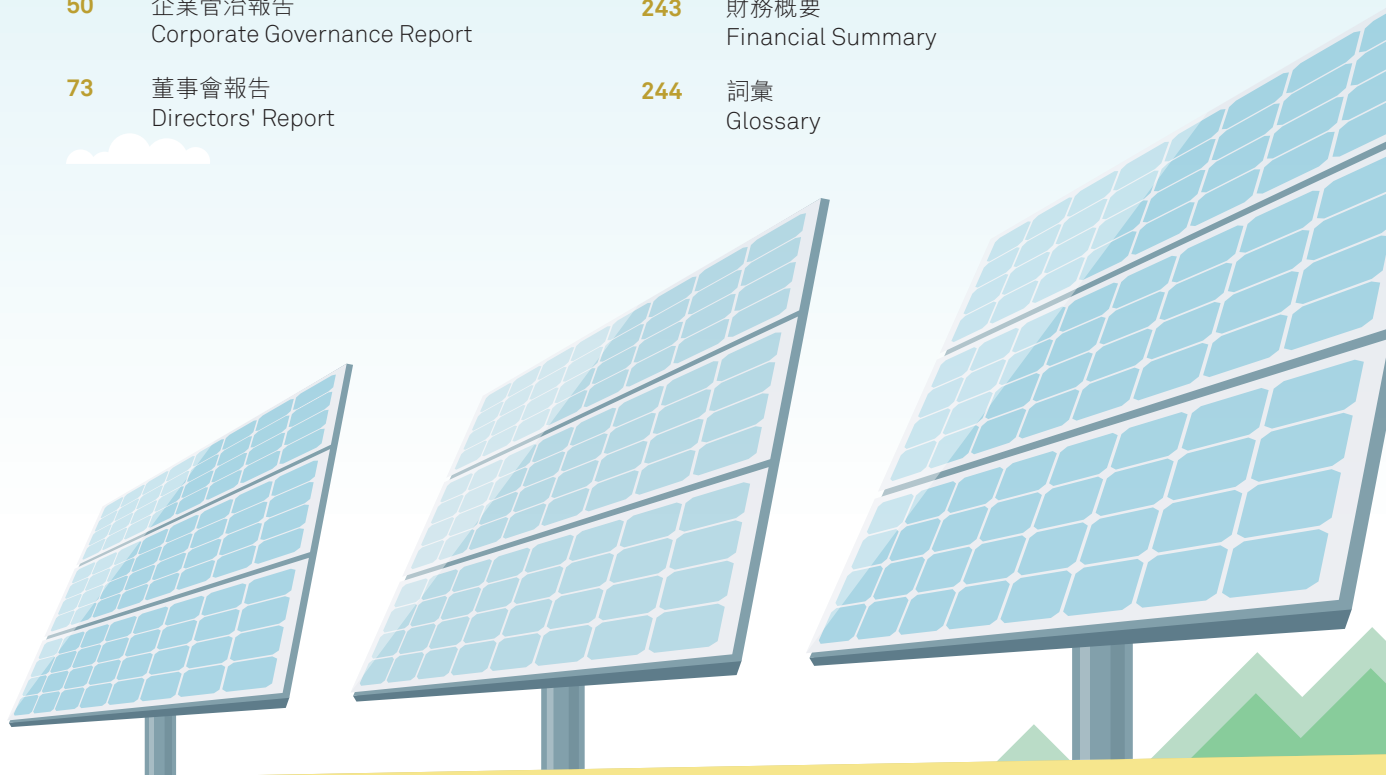 50 企業管治報告
Corporate Governance Report
73 董事會報告
Directors' Report
243 財務概要
Financial Summary
244 詞彙
Glossary